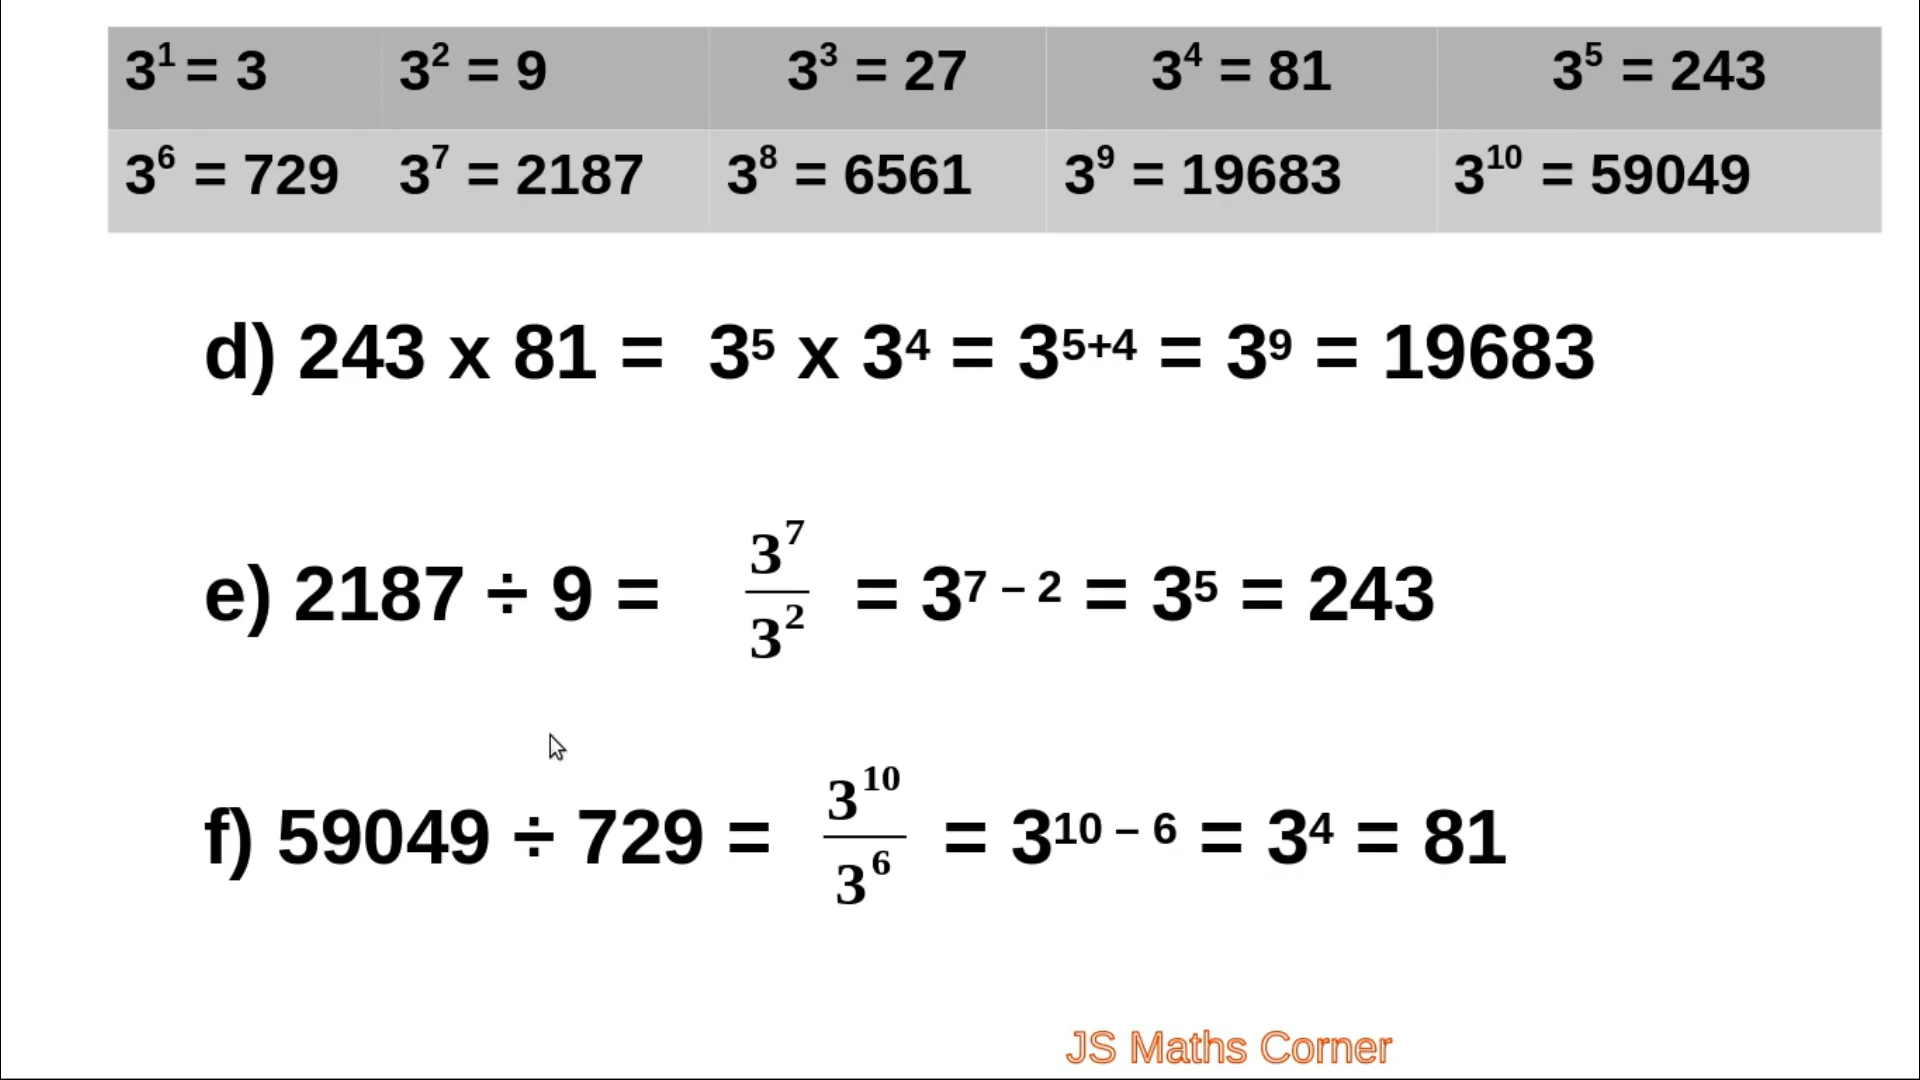 3¹ = 3 3² = 9 3³ = 27 3⁴ = 81 3⁵ = 243
3⁶ = 729 3⁷ = 2187 3⁸ = 6561 3⁹ = 19683 3¹⁰ = 59049
d) 243 x 81 = 3⁵ x 3⁴ = 3⁵⁺⁴ = 3⁹ = 19683
e) 2187 ÷ 9 = 3⁷/3² = 3⁷ ⁻ ² = 3⁵ = 243
f) 59049 ÷ 729 = 3¹⁰/3⁶ = 3¹⁰ ⁻ ⁶ = 3⁴ = 81
JS Maths Corner